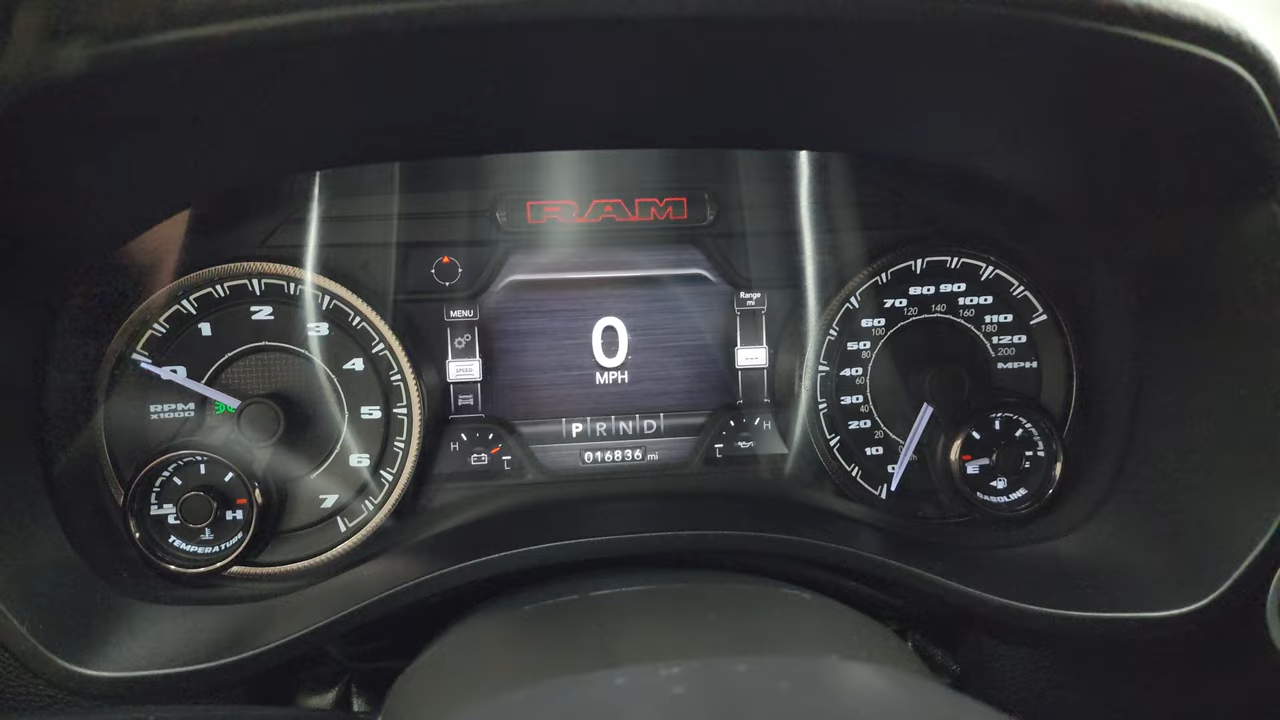 RAM
MENU
SPEED
Range
mi
---
0
MPH
P R N D
016836 mi
H
L
H
L
0
1
2
3
4
5
6
7
RPM
X1000
C
H
TEMPERATURE
0
10
20
30
40
50
60
70
80
90
100
110
120
MPH
20
40
60
80
100
120
140
160
180
200
E
GASOLINE